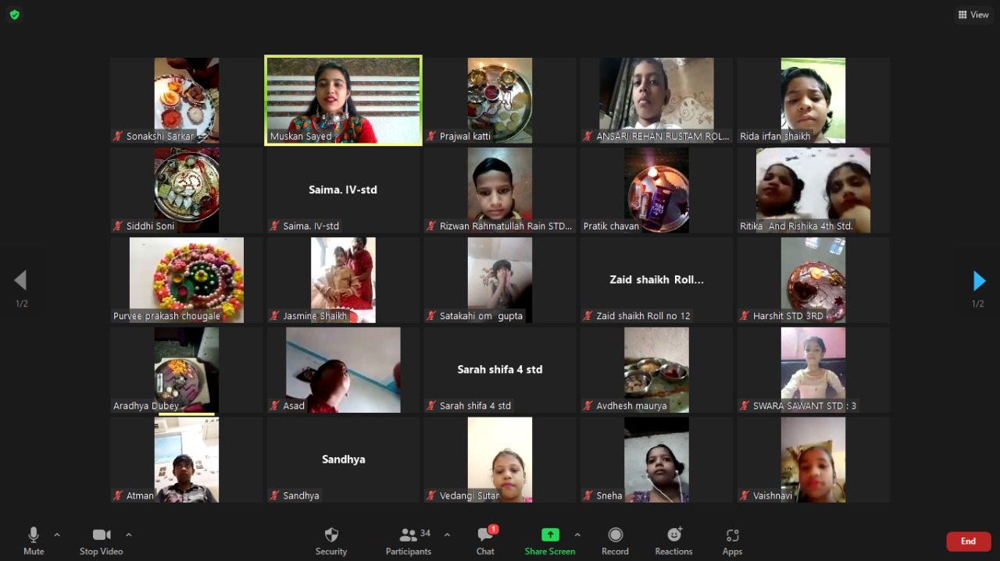 View
Sonakshi Sarkar
Muskan Sayed
Prajwal katti
ANSARI REHAN RUSTAM ROL...
Rida irfan shaikh
Saima. IV-std
Siddhi Soni
Saima. IV-std
Rizwan Rahmatullah Rain STD...
Pratik chavan
Ritika And Rishika 4th Std.
Zaid shaikh Roll...
1/2
1/2
Purvee prakash chougale
Jasmine Shaikh
Satakahi om gupta
Zaid shaikh Roll no 12
Harshit STD 3RD
Sarah shifa 4 std
Aradhya Dubey
Asad
Sarah shifa 4 std
Avdhesh maurya
SWARA SAWANT STD : 3
Sandhya
Atman
Sandhya
Vedangi Sutar
Sneha
Vaishnavi
34
1
Mute
Stop Video
Security
Participants
Chat
Share Screen
Record
Reactions
Apps
End